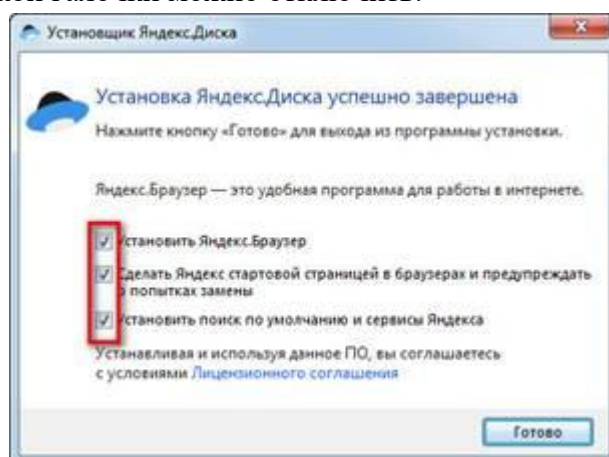 Установщик Яндекс.Диска
Установка Яндекс.Диска успешно завершена
Нажмите кнопку «Готово» для выхода из программы установки.
Яндекс.Браузер — это удобная программа для работы в интернете.
Установить Яндекс.Браузер
Сделать Яндекс стартовой страницей в браузерах и предупреждать
о попытках замены
Установить поиск по умолчанию и сервисы Яндекса
Устанавливая и используя данное ПО, вы соглашаетесь
с условиями Лицензионного соглашения
Готово